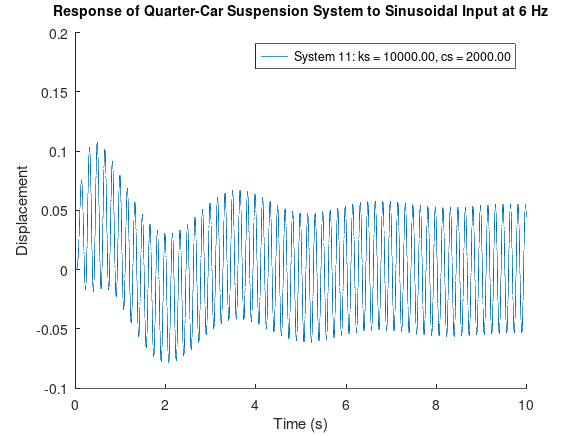 Response of Quarter-Car Suspension System to Sinusoidal Input at 6 Hz
System 11: ks = 10000.00, cs = 2000.00
0.2
0.15
0.1
0.05
0
-0.05
-0.1
Displacement
0 2 4 6 8 10
Time (s)